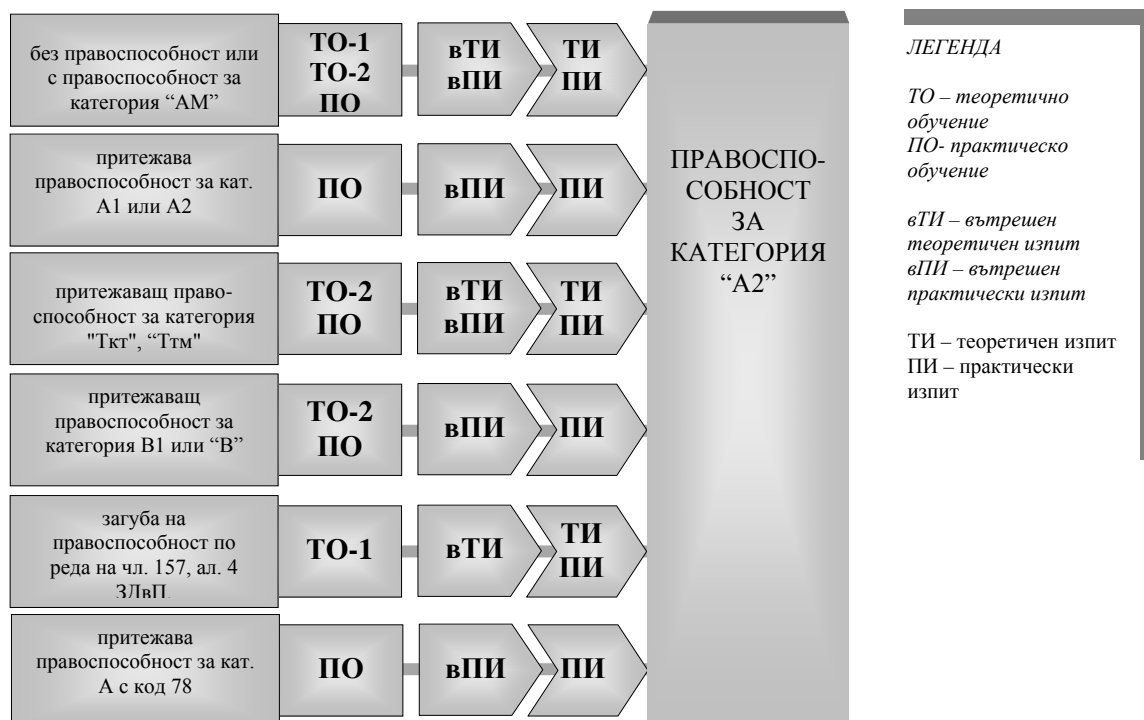 без правоспособност или
с правоспособност за
категория “АМ”
ТО-1
ТО-2
ПО
вТИ
вПИ
ТИ
ПИ
притежава
правоспособност за кат.
А1 или А2
ПО
вПИ
ПИ
притежаващ право-
способност за категория
"Ткт", “Ттм"
ТО-2
ПО
вТИ
вПИ
ТИ
ПИ
притежаващ
правоспособност за
категория В1 или “В”
ТО-2
ПО
вПИ
ПИ
загуба на
правоспособност по
реда на чл. 157, ал. 4
ЗДвП.
ТО-1
вТИ
ТИ
ПИ
притежава
правоспособност за кат.
А с код 78
ПО
вПИ
ПИ
ПРАВОСПО-
СОБНОСТ
ЗА
КАТЕГОРИЯ
“А2”
ЛЕГЕНДА
ТО – теоретично
обучение
ПО- практическо
обучение
вТИ – вътрешен
теоретичен изпит
вПИ – вътрешен
практически изпит
ТИ – теоретичен изпит
ПИ – практически
изпит